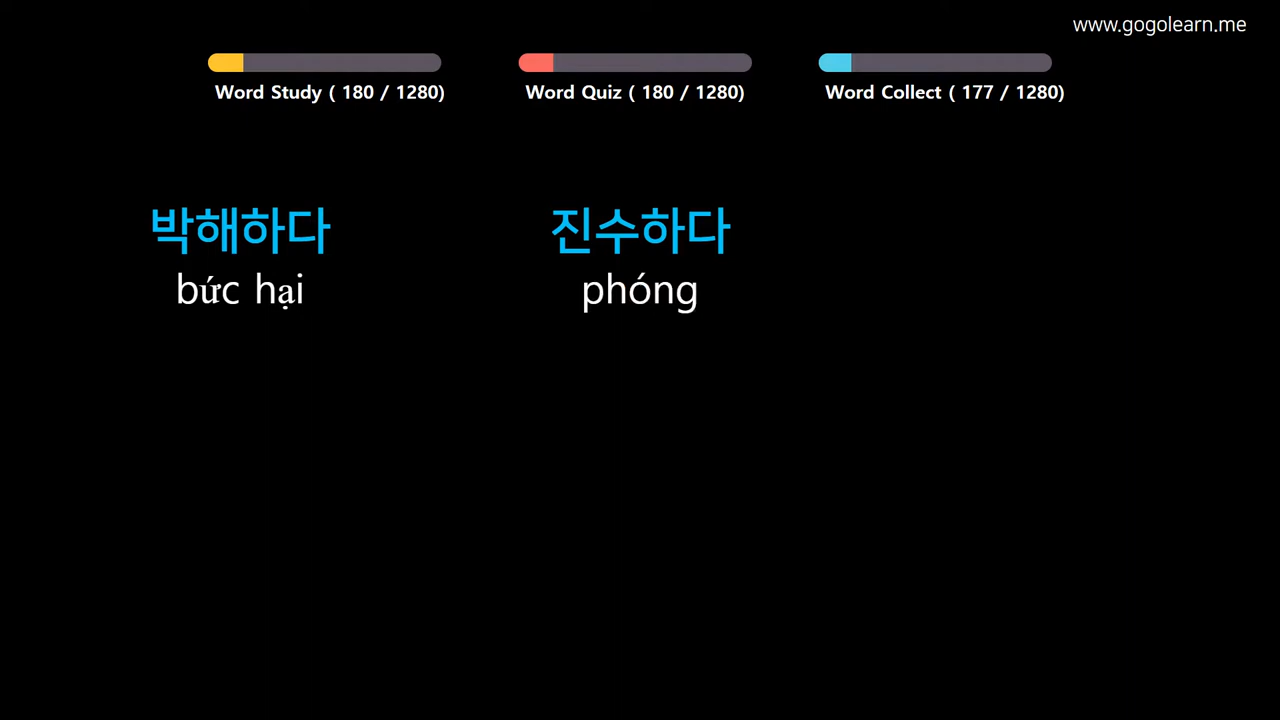 www.gogolearn.me
Word Study ( 180 / 1280)
Word Quiz ( 180 / 1280)
Word Collect ( 177 / 1280)
박해하다
bức hại
진수하다
phóng